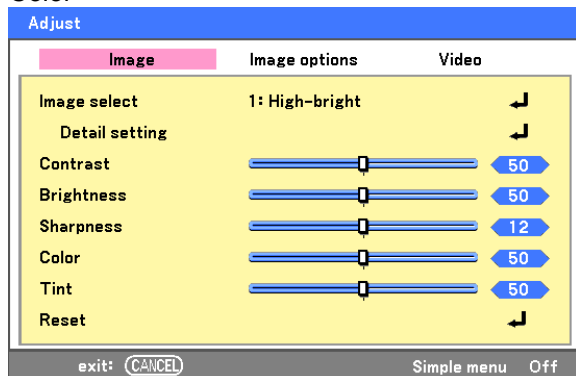 Adjust
Image Image options Video
Image select 1: High-bright
Detail setting
Contrast 50
Brightness 50
Sharpness 12
Color 50
Tint 50
Reset
exit: CANCEL Simple menu Off